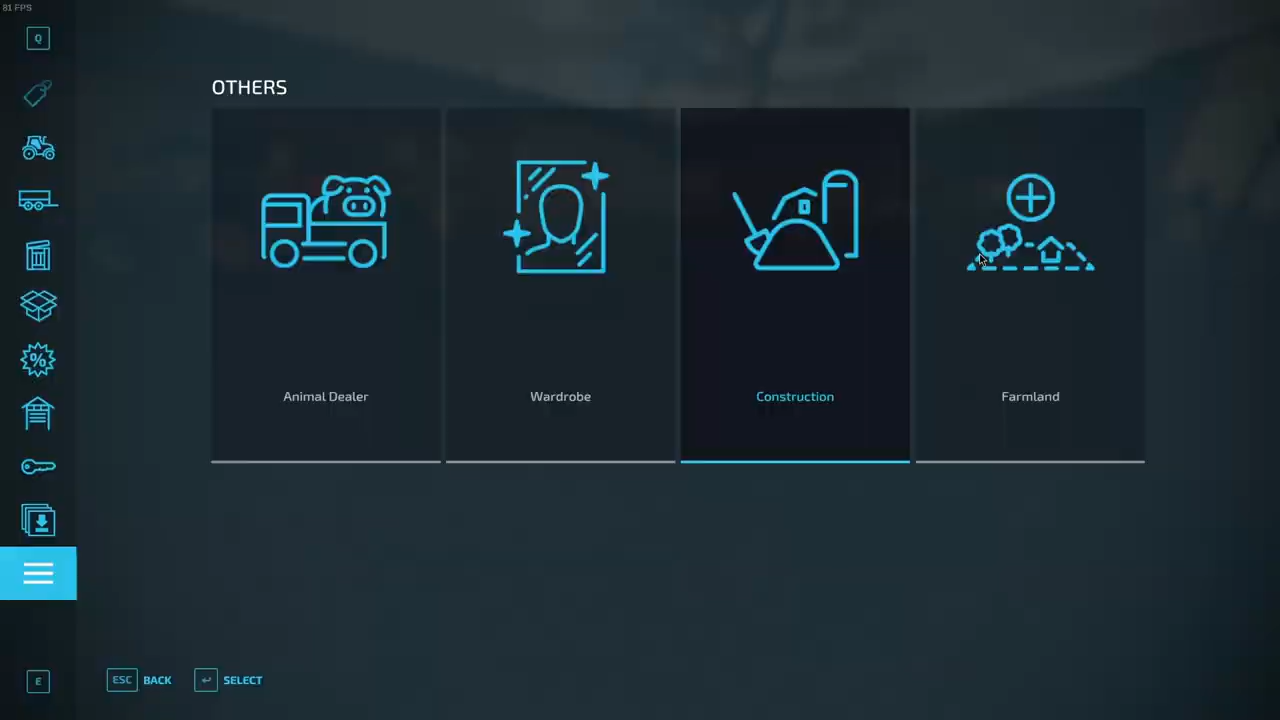 81 FPS
Q
OTHERS
%
Animal Dealer
Wardrobe
Construction
Farmland
E
ESC BACK
SELECT